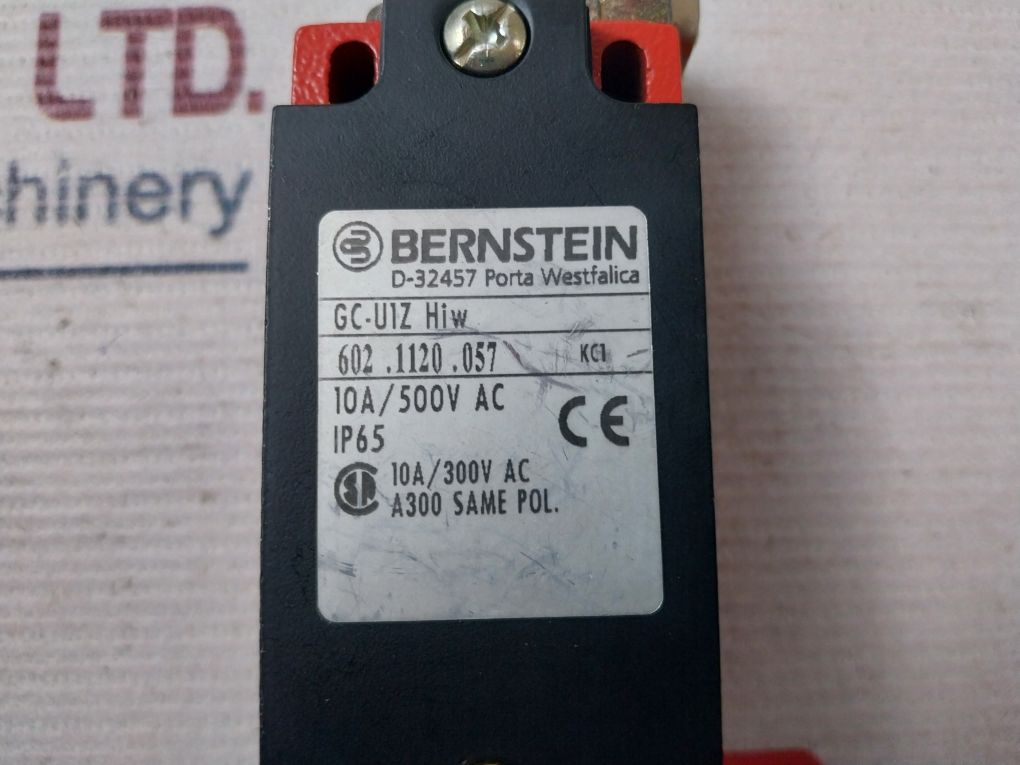 LTD.
hinery
BERNSTEIN
D-32457 Porta Westfalica
GC-U1Z Hiw
602 .1120 .057 KC1
10A/500V AC
IP65 CE
10A/300V AC
A300 SAME POL.